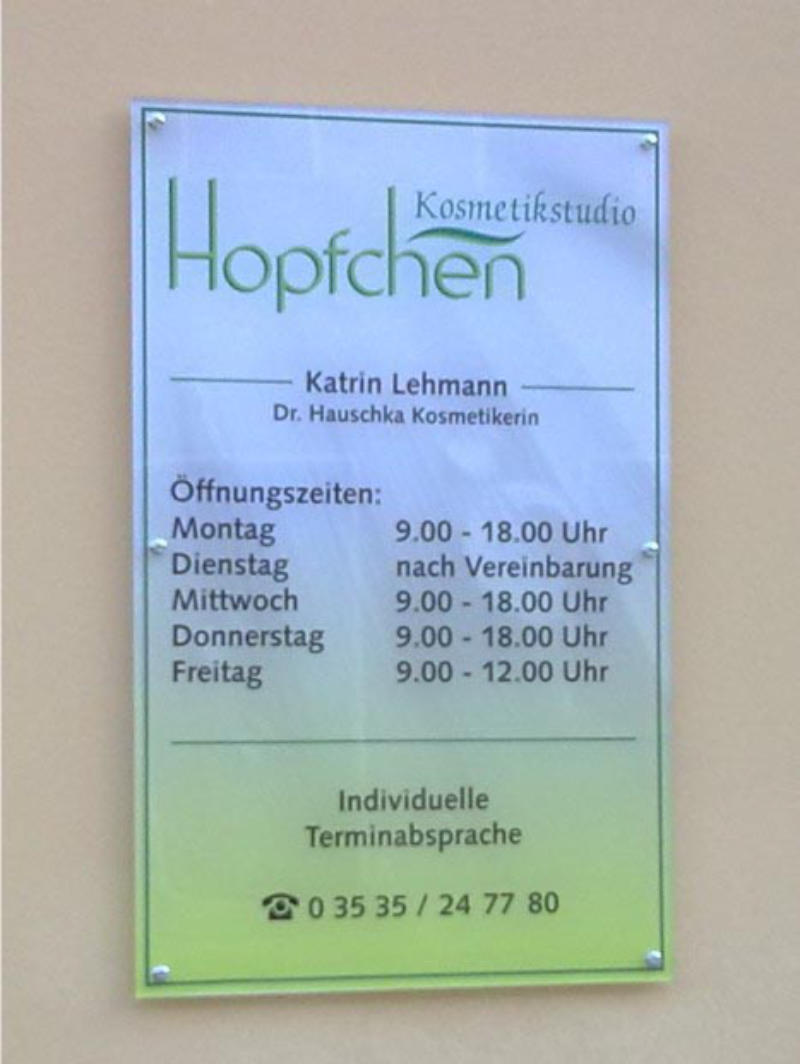 Kosmetikstudio
Hopfchen
Katrin Lehmann
Dr. Hauschka Kosmetikerin
Öffnungszeiten:
Montag 9.00 - 18.00 Uhr
Dienstag nach Vereinbarung
Mittwoch 9.00 - 18.00 Uhr
Donnerstag 9.00 - 18.00 Uhr
Freitag 9.00 - 12.00 Uhr
Individuelle
Terminabsprache
☎ 0 35 35 / 24 77 80